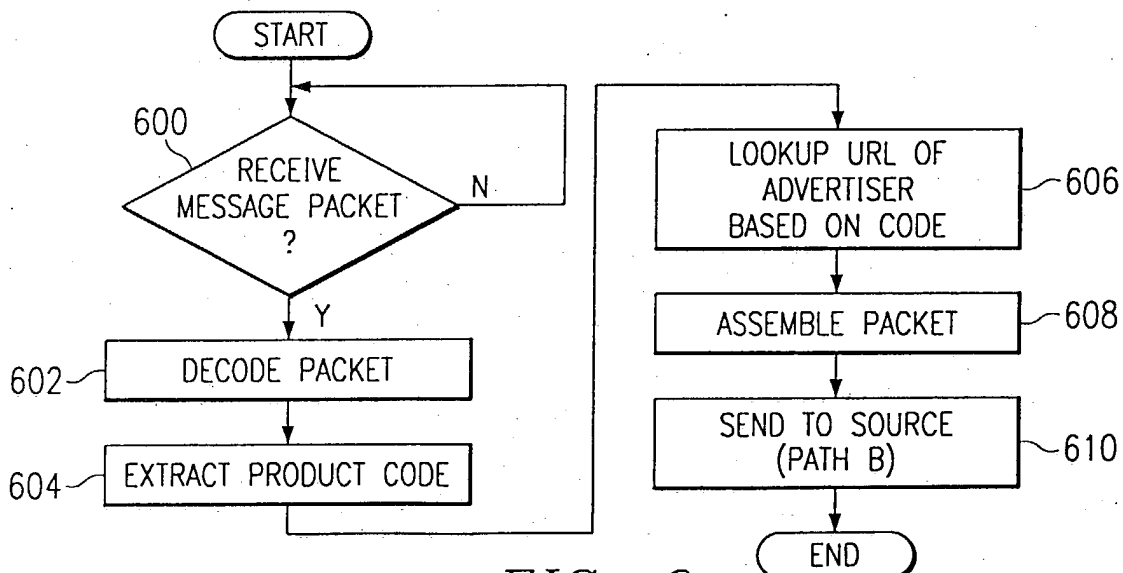 START
600
RECEIVE
MESSAGE PACKET
?
N
Y
602
DECODE PACKET
604
EXTRACT PRODUCT CODE
LOOKUP URL OF
ADVERTISER
BASED ON CODE
606
ASSEMBLE PACKET
608
SEND TO SOURCE
(PATH B)
610
END
FIG.